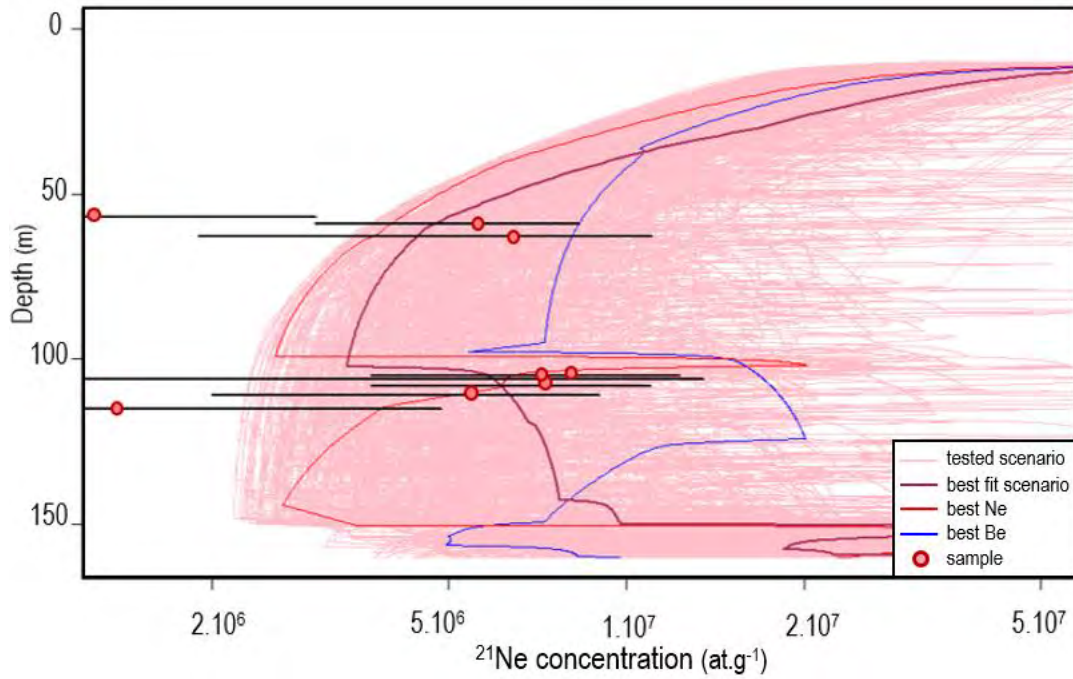 0
50
100
150
Depth (m)
2.10⁶
5.10⁶
1.10⁷
2.10⁷
5.10⁷
²¹Ne concentration (at.g⁻¹)
tested scenario
best fit scenario
best Ne
best Be
sample